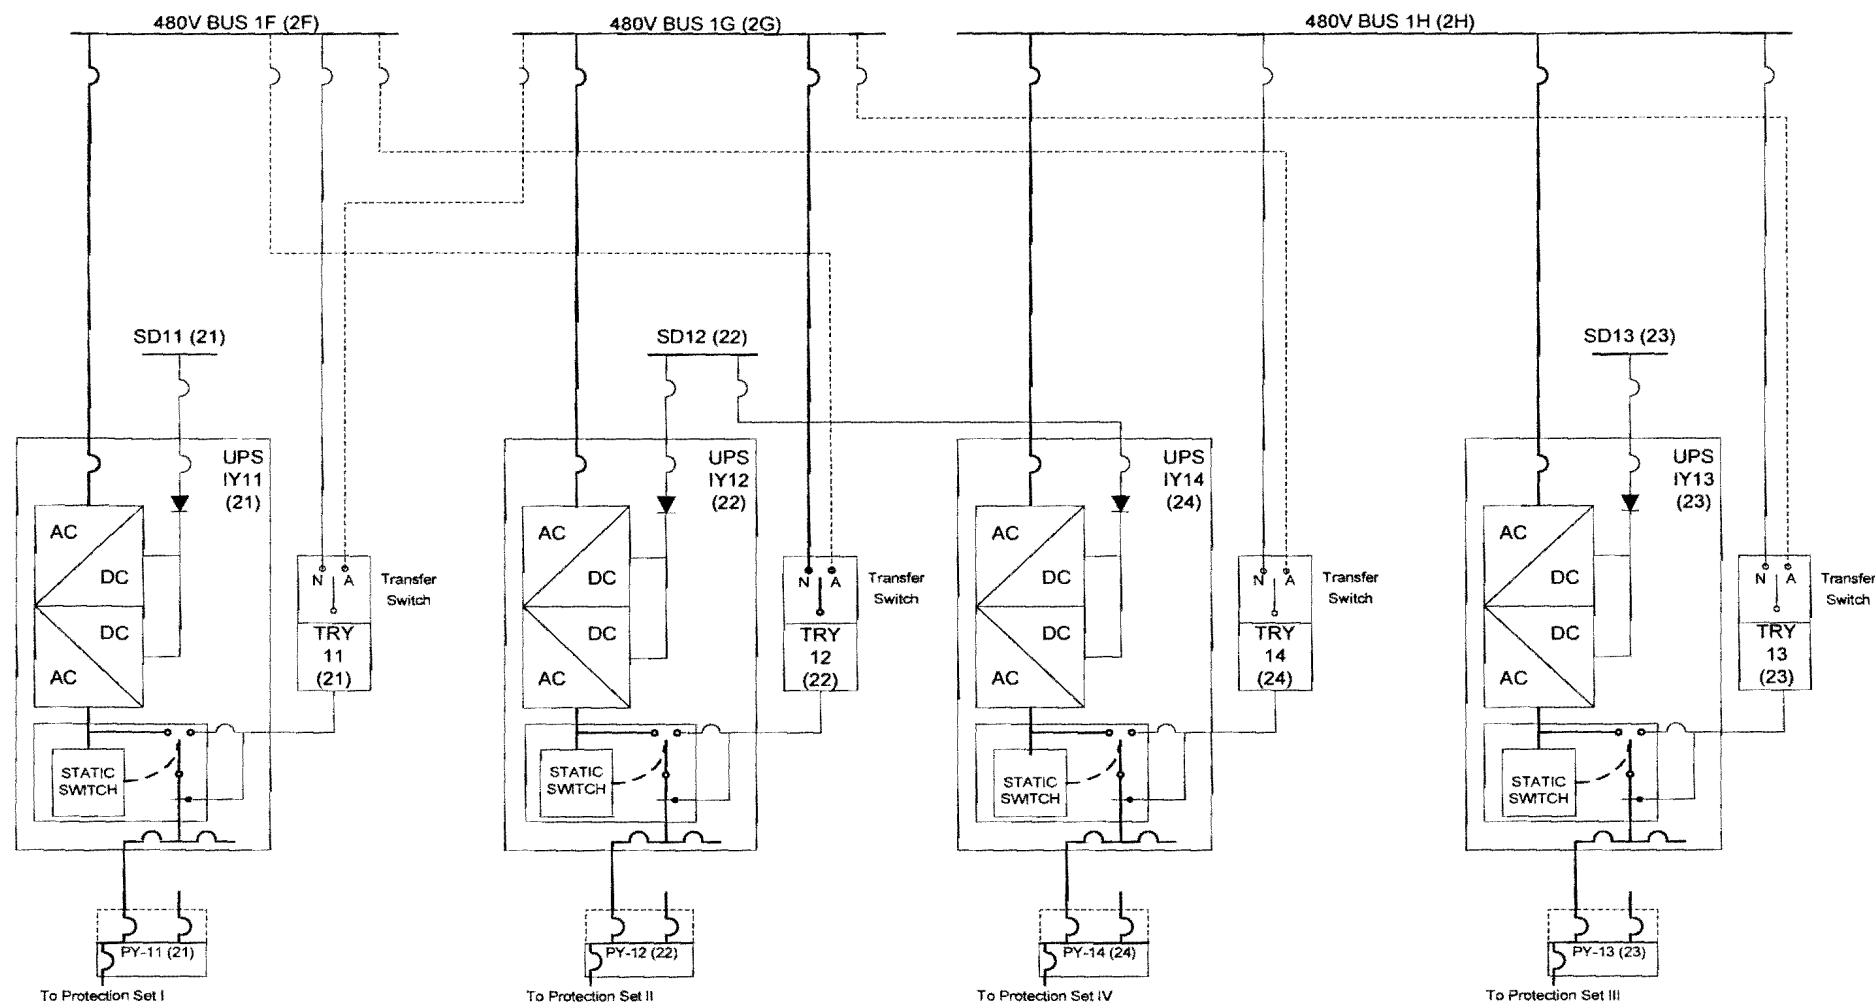 480V BUS 1F (2F)
480V BUS 1G (2G)
480V BUS 1H (2H)
SD11 (21)
SD12 (22)
SD13 (23)
UPS
IY11
(21)
AC
DC
DC
AC
N A
Transfer
Switch
TRY
11
(21)
STATIC
SWITCH
PY-11 (21)
To Protection Set I
UPS
IY12
(22)
AC
DC
DC
AC
N A
Transfer
Switch
TRY
12
(22)
STATIC
SWITCH
PY-12 (22)
To Protection Set II
UPS
IY14
(24)
AC
DC
DC
AC
N A
Transfer
Switch
TRY
14
(24)
STATIC
SWITCH
PY-14 (24)
To Protection Set IV
UPS
IY13
(23)
AC
DC
DC
AC
N A
Transfer
Switch
TRY
13
(23)
STATIC
SWITCH
PY-13 (23)
To Protection Set III